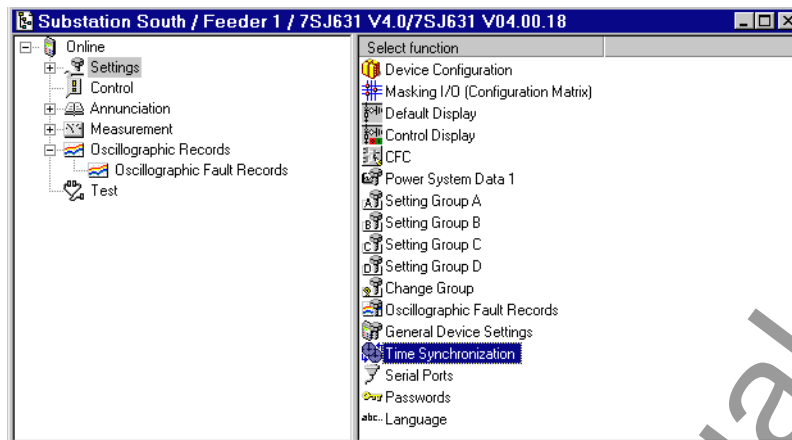 Substation South / Feeder 1 / 7SJ631 V4.0/7SJ631 V04.00.18
Online
Settings
Control
Annunciation
Measurement
Oscillographic Records
Oscillographic Fault Records
Test
Select function
Device Configuration
Masking I/O (Configuration Matrix)
Default Display
Control Display
CFC
Power System Data 1
A Setting Group A
B Setting Group B
C Setting Group C
D Setting Group D
Change Group
Oscillographic Fault Records
General Device Settings
Time Synchronization
Serial Ports
Passwords
abc.. Language